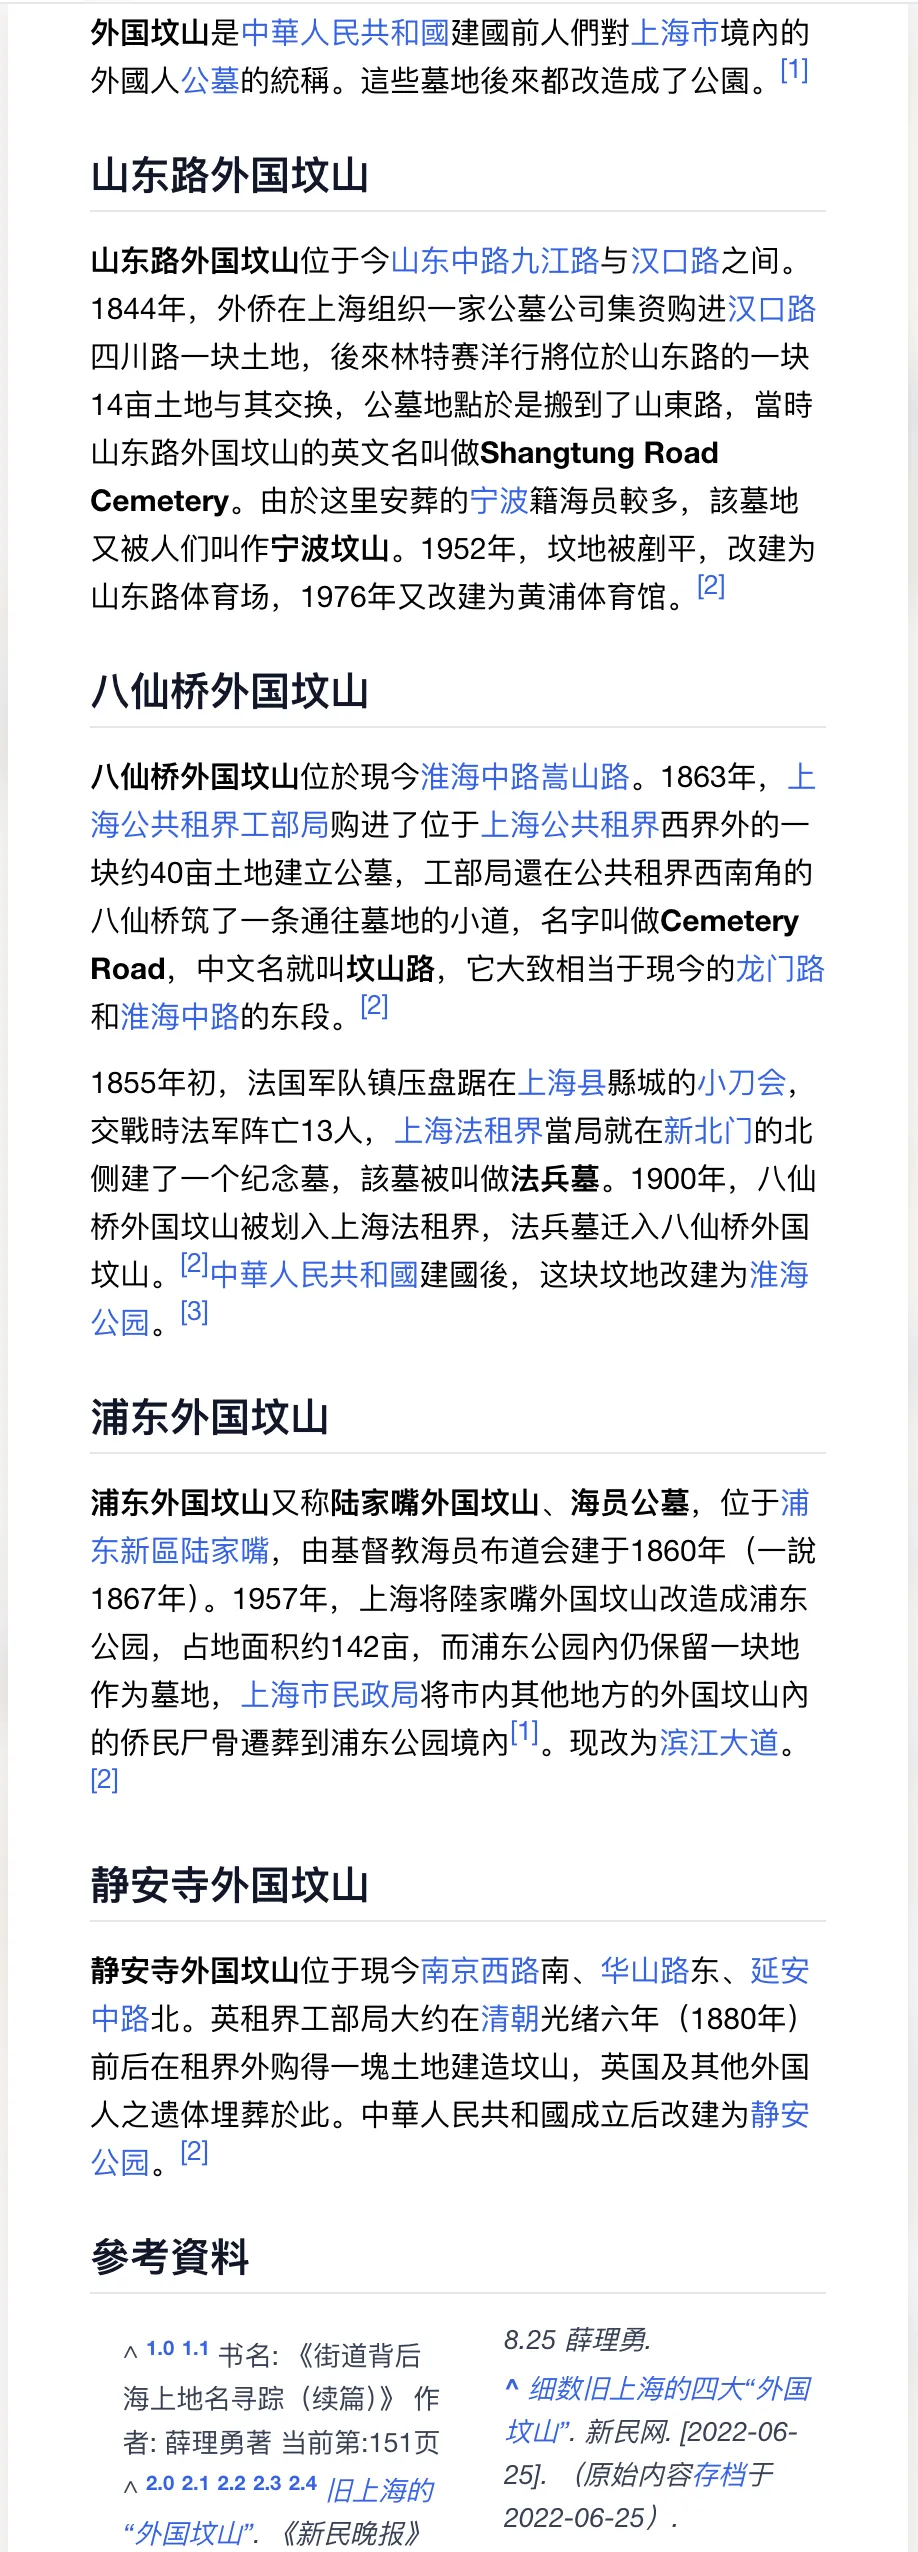 外国坟山是中華人民共和國建國前人們對上海市境內的
外國人公墓的統稱。這些墓地後來都改造成了公園。[1]
山东路外国坟山
山东路外国坟山位于今山东中路九江路与汉口路之间。
1844年，外侨在上海组织一家公墓公司集资购进汉口路
四川路一块土地，後來林特赛洋行將位於山东路的一块
14亩土地与其交换，公墓地點於是搬到了山東路，當時
山东路外国坟山的英文名叫做Shangtung Road
Cemetery。由於这里安葬的宁波籍海员較多，該墓地
又被人们叫作宁波坟山。1952年，坟地被剷平，改建为
山东路体育场，1976年又改建为黄浦体育馆。[2]
八仙桥外国坟山
八仙桥外国坟山位於現今淮海中路嵩山路。1863年，上
海公共租界工部局购进了位于上海公共租界西界外的一
块约40亩土地建立公墓，工部局還在公共租界西南角的
八仙桥筑了一条通往墓地的小道，名字叫做Cemetery
Road，中文名就叫坟山路，它大致相当于現今的龙门路
和淮海中路的东段。[2]
1855年初，法国军队镇压盘踞在上海县縣城的小刀会，
交戰時法军阵亡13人，上海法租界當局就在新北门的北
侧建了一个纪念墓，該墓被叫做法兵墓。1900年，八仙
桥外国坟山被划入上海法租界，法兵墓迁入八仙桥外国
坟山。[2]中華人民共和國建國後，这块坟地改建为淮海
公园。[3]
浦东外国坟山
浦东外国坟山又称陆家嘴外国坟山、海员公墓，位于浦
东新區陆家嘴，由基督教海员布道会建于1860年（一說
1867年）。1957年，上海将陸家嘴外国坟山改造成浦东
公园，占地面积约142亩，而浦东公园內仍保留一块地
作为墓地，上海市民政局将市内其他地方的外国坟山內
的侨民尸骨遷葬到浦东公园境內[1]。现改为滨江大道。
[2]
静安寺外国坟山
静安寺外国坟山位于現今南京西路南、华山路东、延安
中路北。英租界工部局大约在清朝光绪六年（1880年）
前后在租界外购得一塊土地建造坟山，英国及其他外国
人之遗体埋葬於此。中華人民共和國成立后改建为静安
公园。[2]
參考資料
^ 1.0 1.1 书名: 《街道背后
海上地名寻踪（续篇）》 作
者: 薛理勇著 当前第:151页
^ 2.0 2.1 2.2 2.3 2.4 旧上海的
“外国坟山”. 《新民晚报》
8.25 薛理勇.
^ 细数旧上海的四大“外国
坟山”. 新民网. [2022-06-
25]. （原始内容存档于
2022-06-25）.